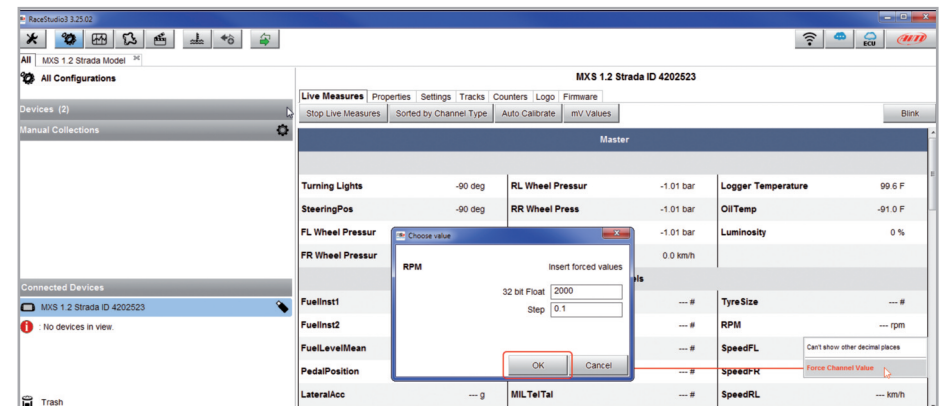 RaceStudio3 3.25.02
ECU
AiM
All MXS 1.2 Strada Model
All Configurations
MXS 1.2 Strada ID 4202523
Live Measures Properties Settings Tracks Counters Logo Firmware
Devices (2)
Stop Live Measures Sorted by Channel Type Auto Calibrate mV Values Blink
Manual Collections
Master
Turning Lights -90 deg RL Wheel Pressur -1.01 bar Logger Temperature 99.6 F
SteeringPos -90 deg RR Wheel Press -1.01 bar OilTemp -91.0 F
FL Wheel Pressur -1.01 bar Luminosity 0 %
Choose value
FR Wheel Pressur 0.0 km/h
RPM Insert forced values
els
Connected Devices
32 bit Float 2000
MXS 1.2 Strada ID 4202523
FuelInst1 --- # TyreSize --- #
Step 0.1
: No devices in view.
FuelInst2 --- # RPM --- rpm
FuelLevelMean --- # SpeedFL
Can't show other decimal places
OK Cancel
PedalPosition --- # SpeedFR
Force Channel Value
Trash
LateralAcc --- g MILTelTal --- # SpeedRL --- km/h